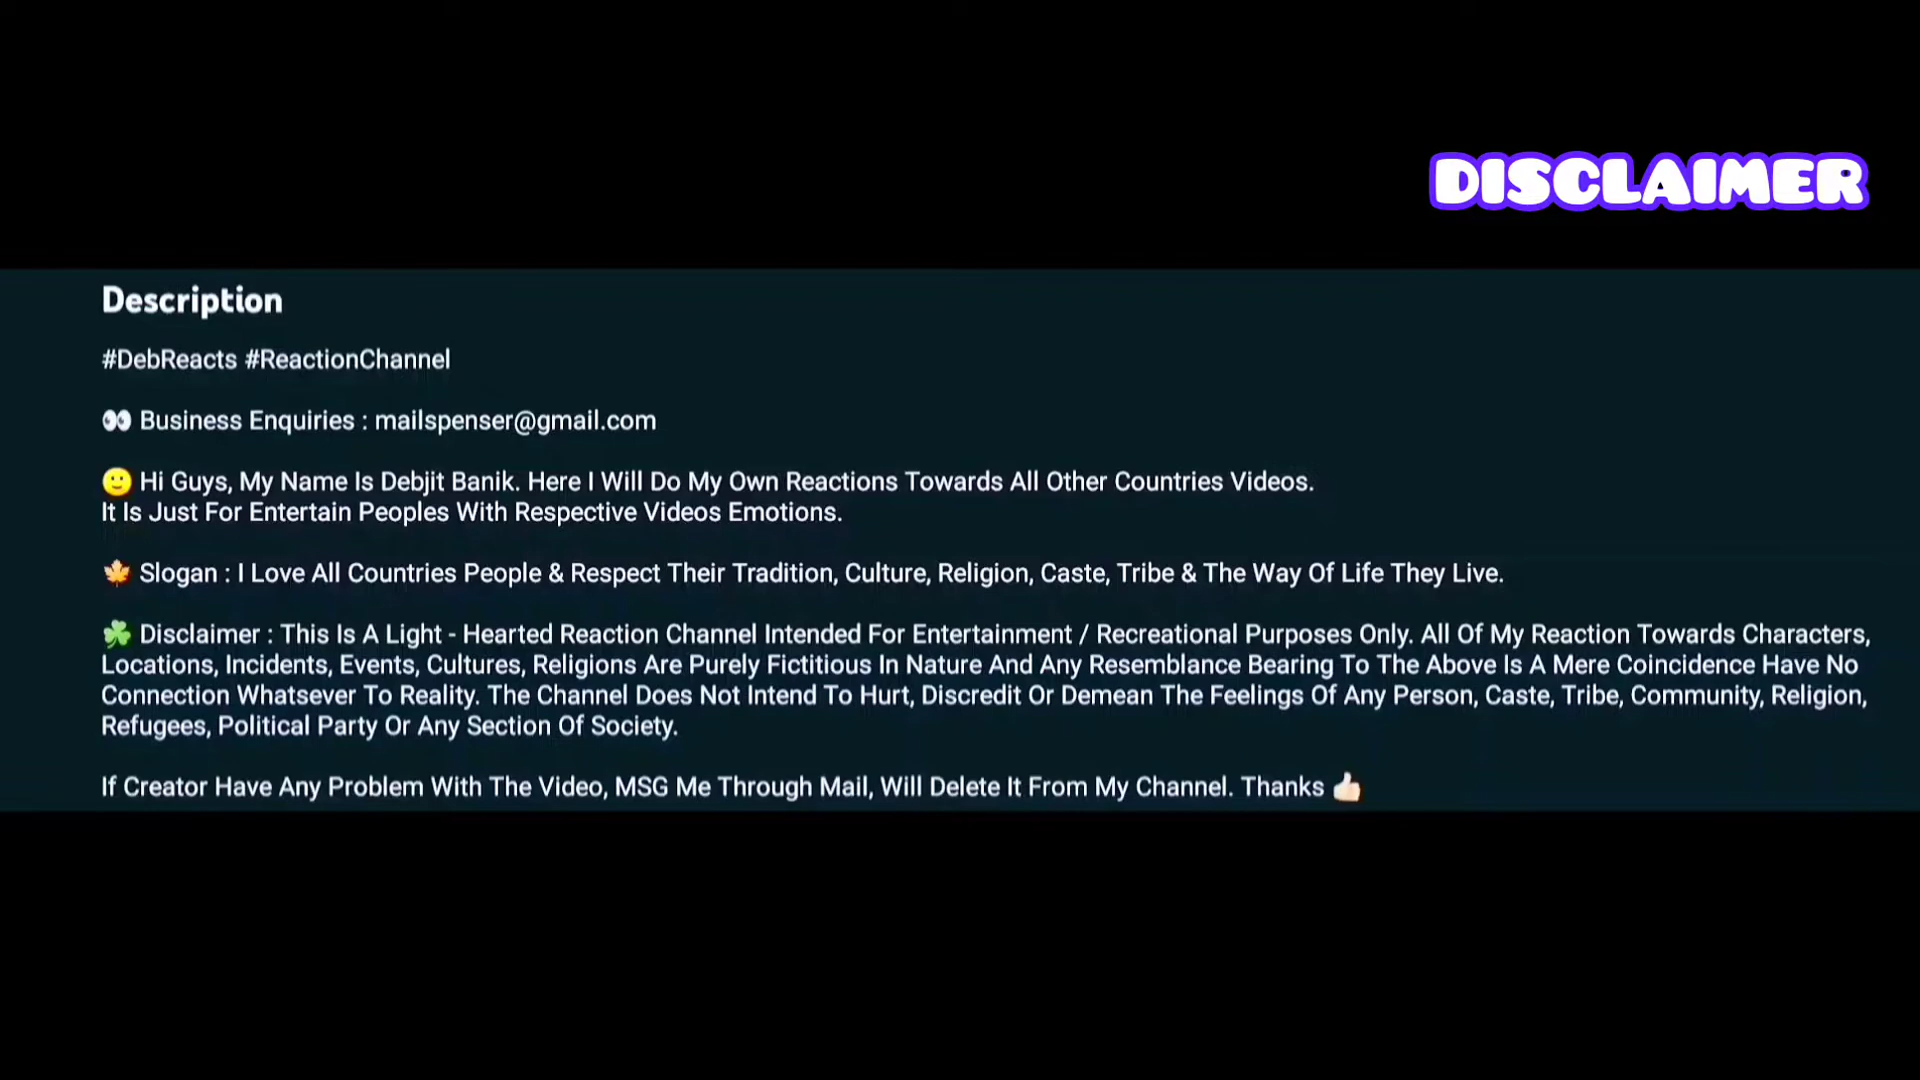 DISCLAIMER
Description
#DebReacts #ReactionChannel
👀 Business Enquiries : mailspenser@gmail.com
🙂 Hi Guys, My Name Is Debjit Banik. Here I Will Do My Own Reactions Towards All Other Countries Videos.
It Is Just For Entertain Peoples With Respective Videos Emotions.
🍁 Slogan : I Love All Countries People & Respect Their Tradition, Culture, Religion, Caste, Tribe & The Way Of Life They Live.
☘️ Disclaimer : This Is A Light - Hearted Reaction Channel Intended For Entertainment / Recreational Purposes Only. All Of My Reaction Towards Characters,
Locations, Incidents, Events, Cultures, Religions Are Purely Fictitious In Nature And Any Resemblance Bearing To The Above Is A Mere Coincidence Have No
Connection Whatsever To Reality. The Channel Does Not Intend To Hurt, Discredit Or Demean The Feelings Of Any Person, Caste, Tribe, Community, Religion,
Refugees, Political Party Or Any Section Of Society.
If Creator Have Any Problem With The Video, MSG Me Through Mail, Will Delete It From My Channel. Thanks 👍🏻